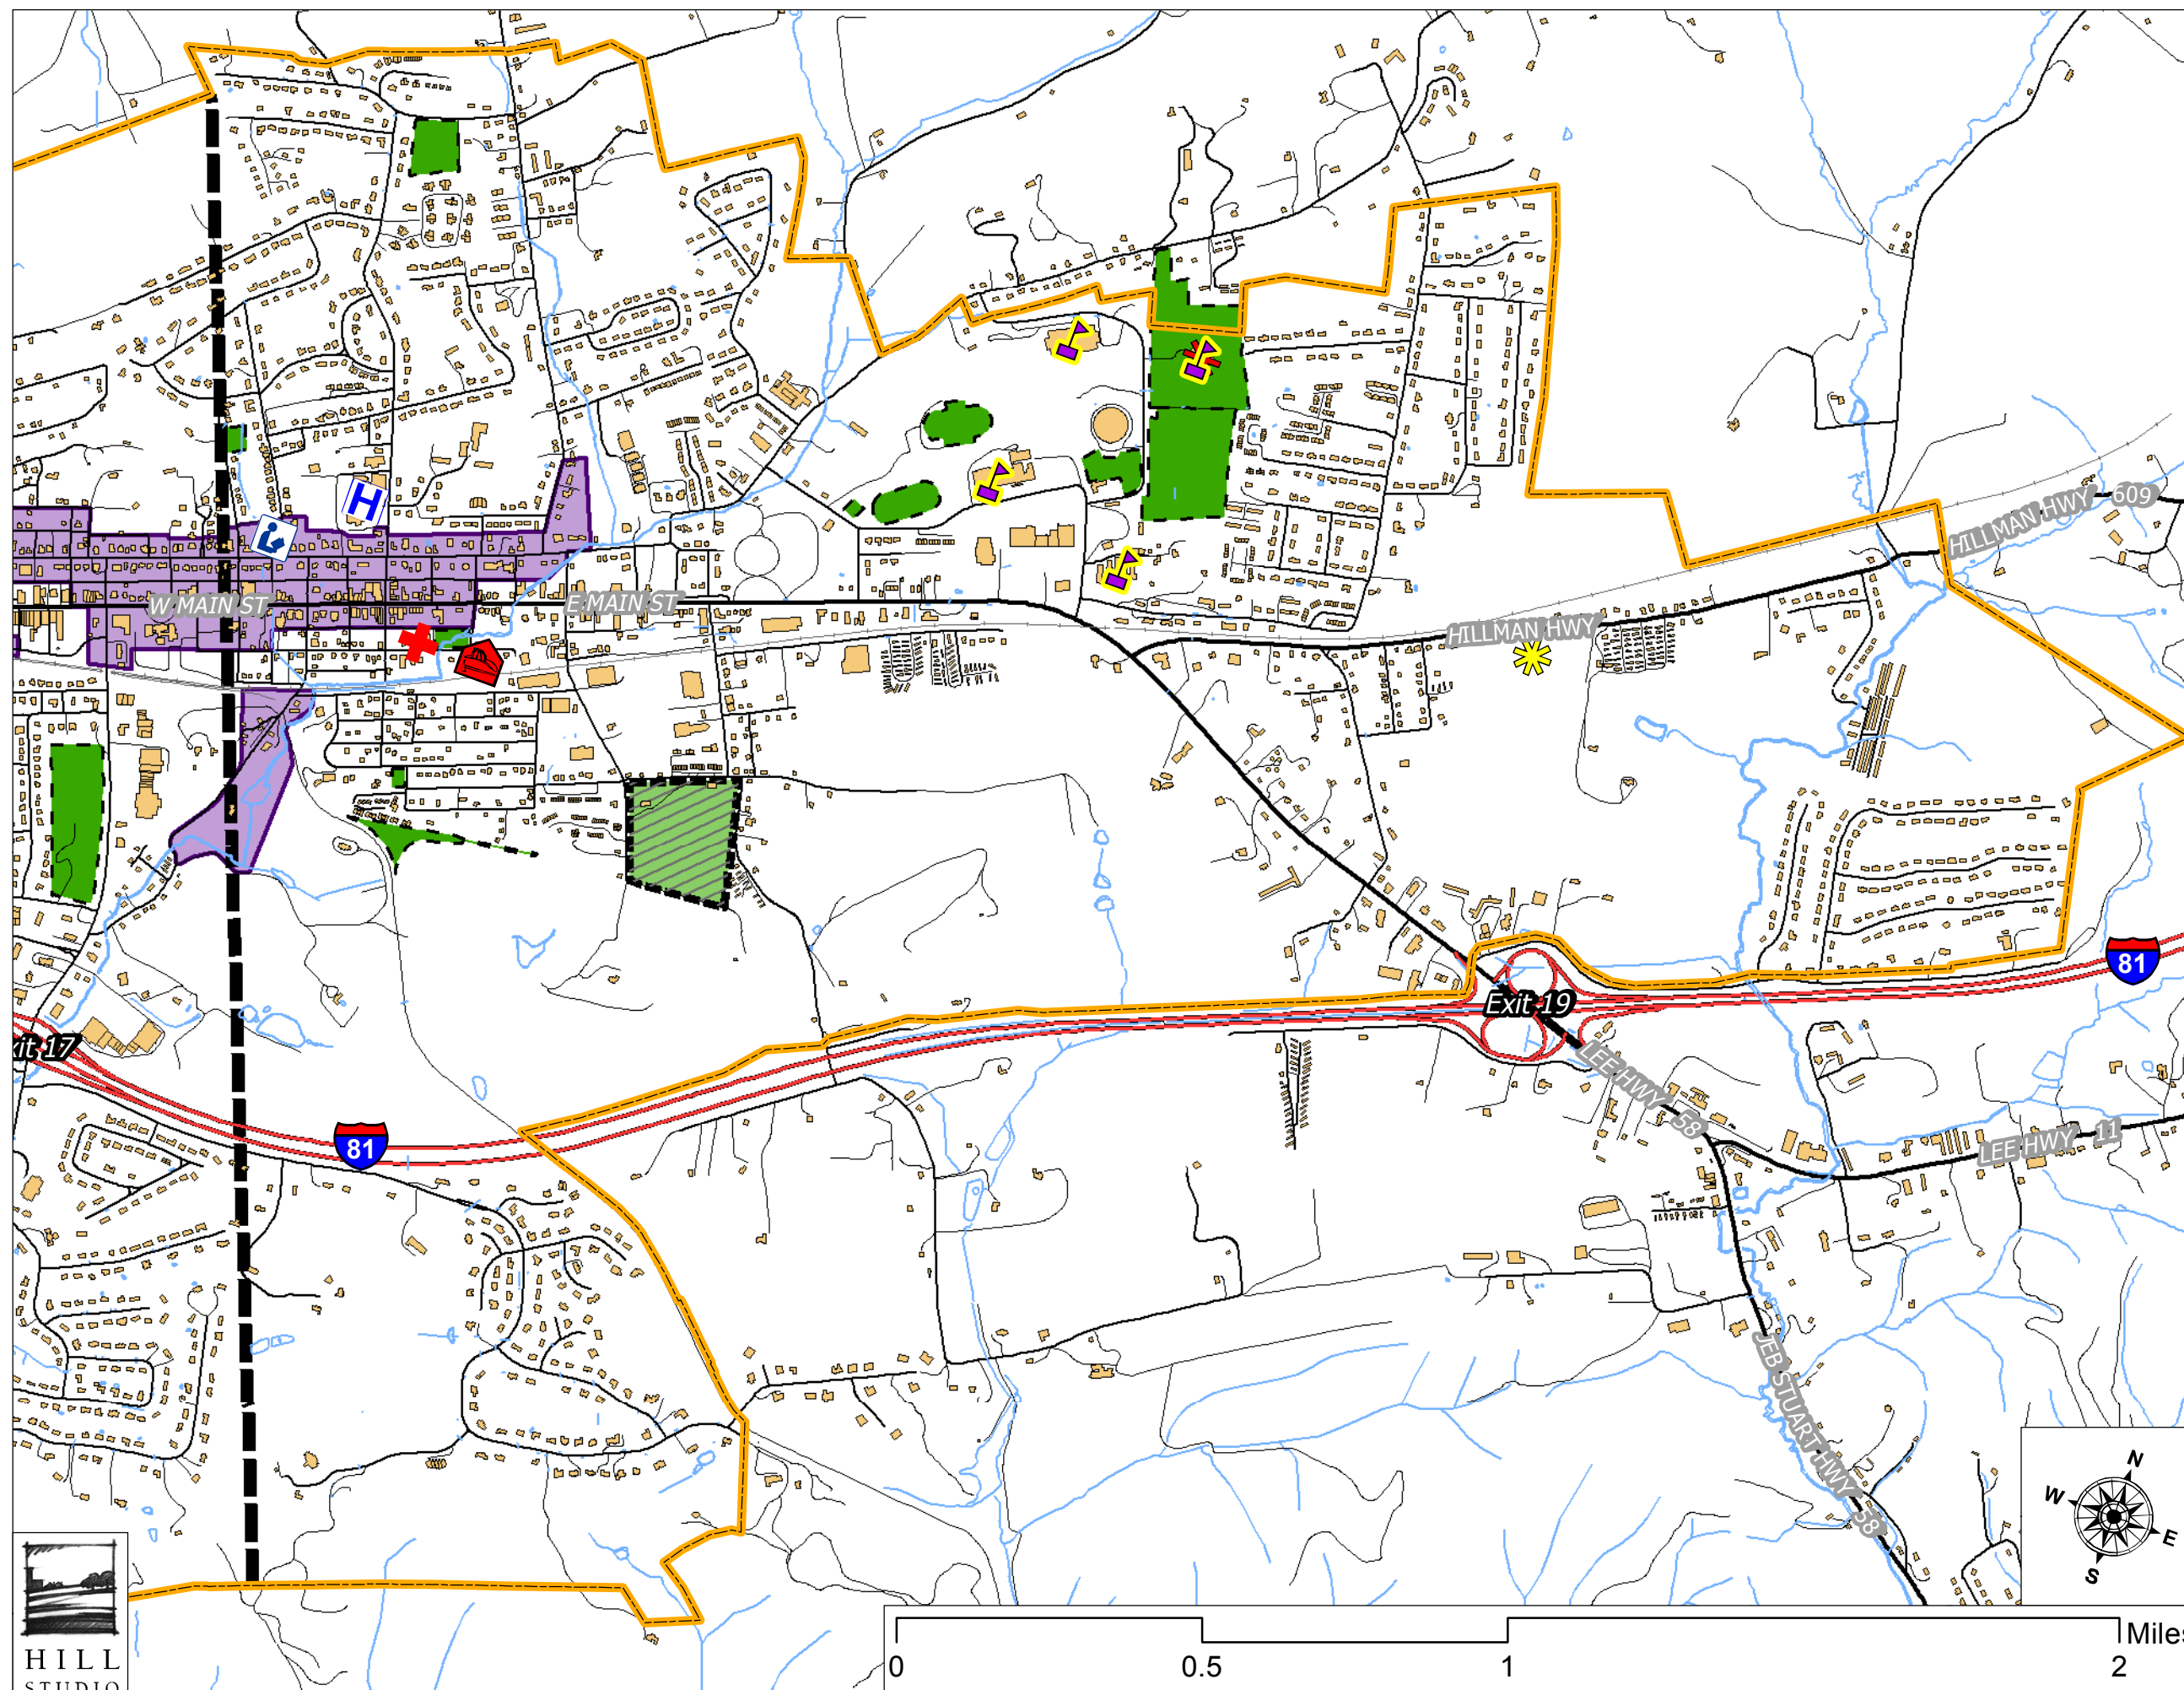 HILLMAN HWY 609
H
W MAIN ST
E MAIN ST
HILLMAN HWY
81
Exit 19
xit 17
LEE HWY 58
81
LEE HWY 11
JEB STUART HWY 58
N
W
E
S
HILL
STUDIO
Miles
0
0.5
1
2